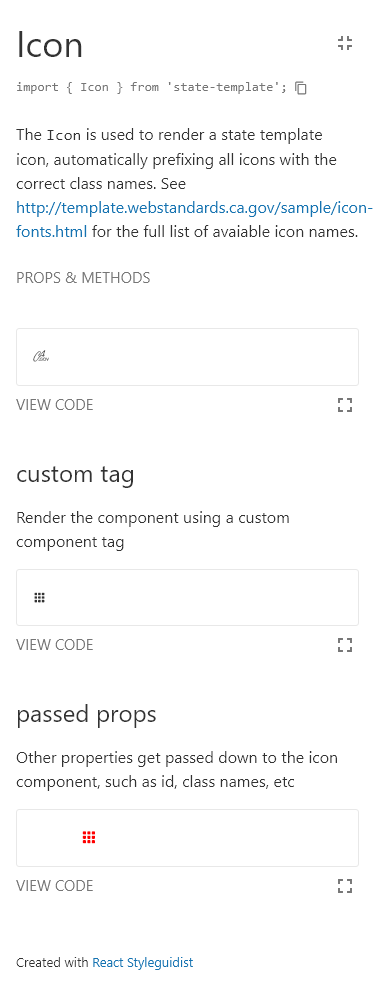 Icon
import { Icon } from 'state-template';
The Icon is used to render a state template
icon, automatically prefixing all icons with the
correct class names. See
http://template.webstandards.ca.gov/sample/icon-
fonts.html for the full list of avaiable icon names.
PROPS & METHODS
VIEW CODE
custom tag
Render the component using a custom
component tag
VIEW CODE
passed props
Other properties get passed down to the icon
component, such as id, class names, etc
VIEW CODE
Created with React Styleguidist